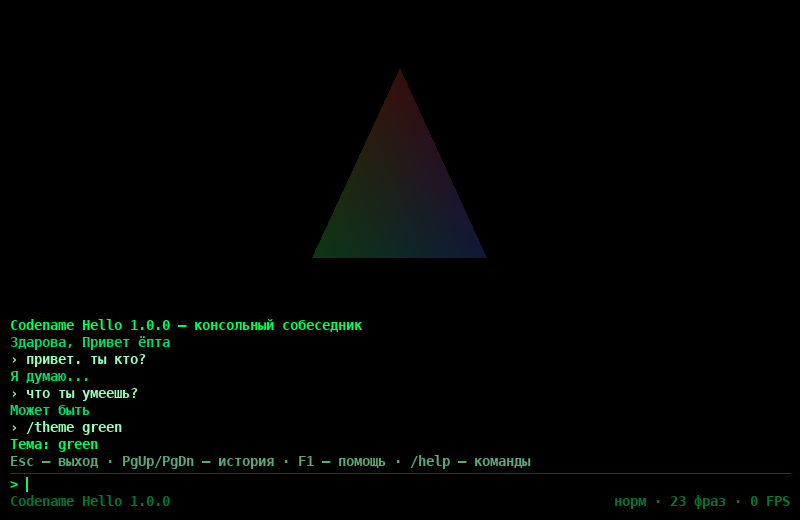 Codename Hello 1.0.0 — консольный собеседник
Здарова, Привет ёпта
› привет. ты кто?
Я думаю...
› что ты умеешь?
Может быть
› /theme green
Тема: green
Esc — выход · PgUp/PgDn — история · F1 — помощь · /help — команды
>
Codename Hello 1.0.0 норм · 23 фраз · 0 FPS